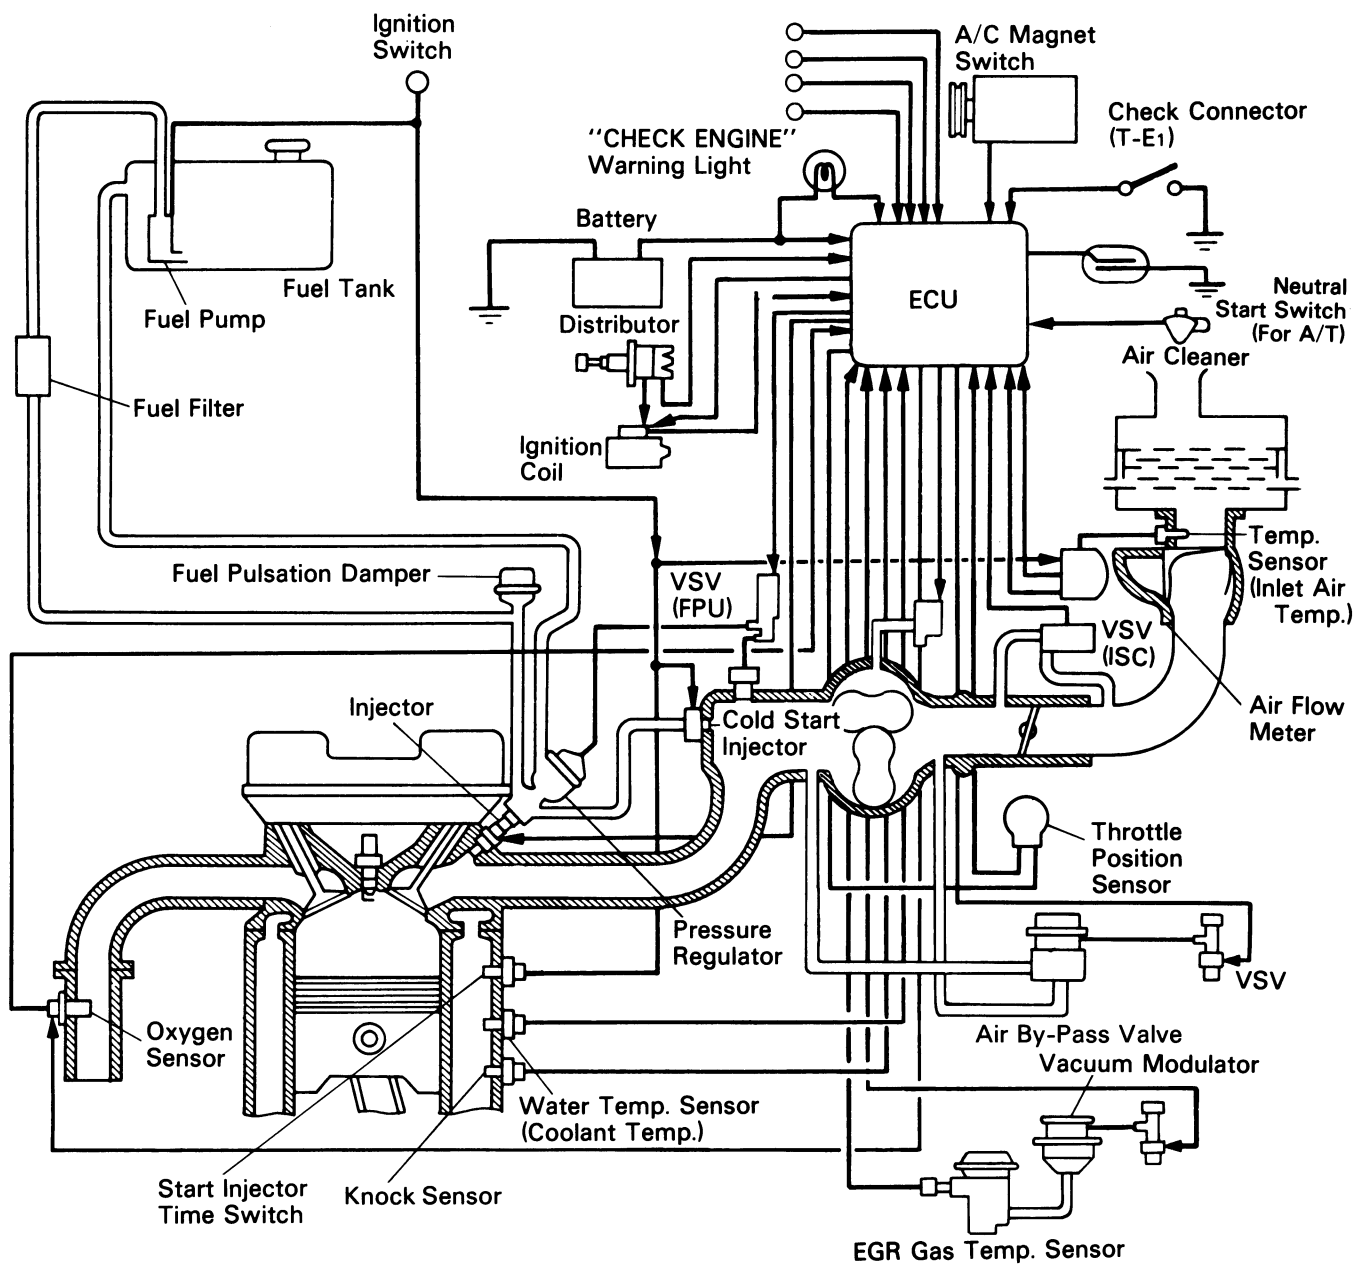 Ignition
Switch
A/C Magnet
Switch
Check Connector
(T-E1)
"CHECK ENGINE"
Warning Light
Battery
Fuel Tank
Fuel Pump
ECU
Neutral
Start Switch
(For A/T)
Distributor
Air Cleaner
Fuel Filter
Ignition
Coil
Temp.
Sensor
(Inlet Air
Temp.)
Fuel Pulsation Damper
VSV
(FPU)
VSV
(ISC)
Injector
Cold Start
Injector
Air Flow
Meter
Throttle
Position
Sensor
Pressure
Regulator
VSV
Oxygen
Sensor
Air By-Pass Valve
Vacuum Modulator
Water Temp. Sensor
(Coolant Temp.)
Start Injector
Time Switch
Knock Sensor
EGR Gas Temp. Sensor